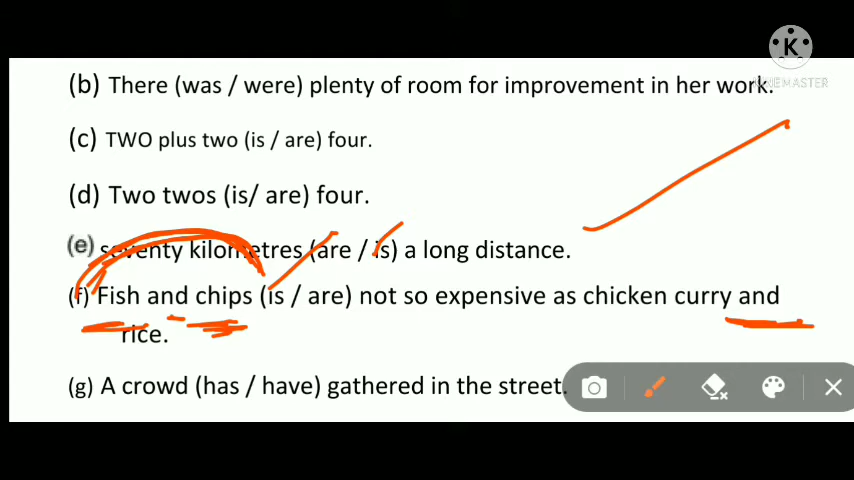 K
KINEMASTER
(b) There (was / were) plenty of room for improvement in her work.
(c) TWO plus two (is / are) four.
(d) Two twos (is/ are) four.
(e) seventy kilometres (are / is) a long distance.
(f) Fish and chips (is / are) not so expensive as chicken curry and
rice.
(g) A crowd (has / have) gathered in the street.